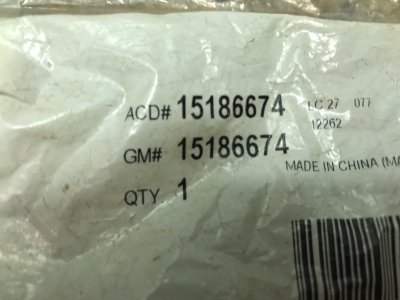 ACD# 15186674 LC 27 077
12262
GM# 15186674
MADE IN CHINA (MA
QTY 1